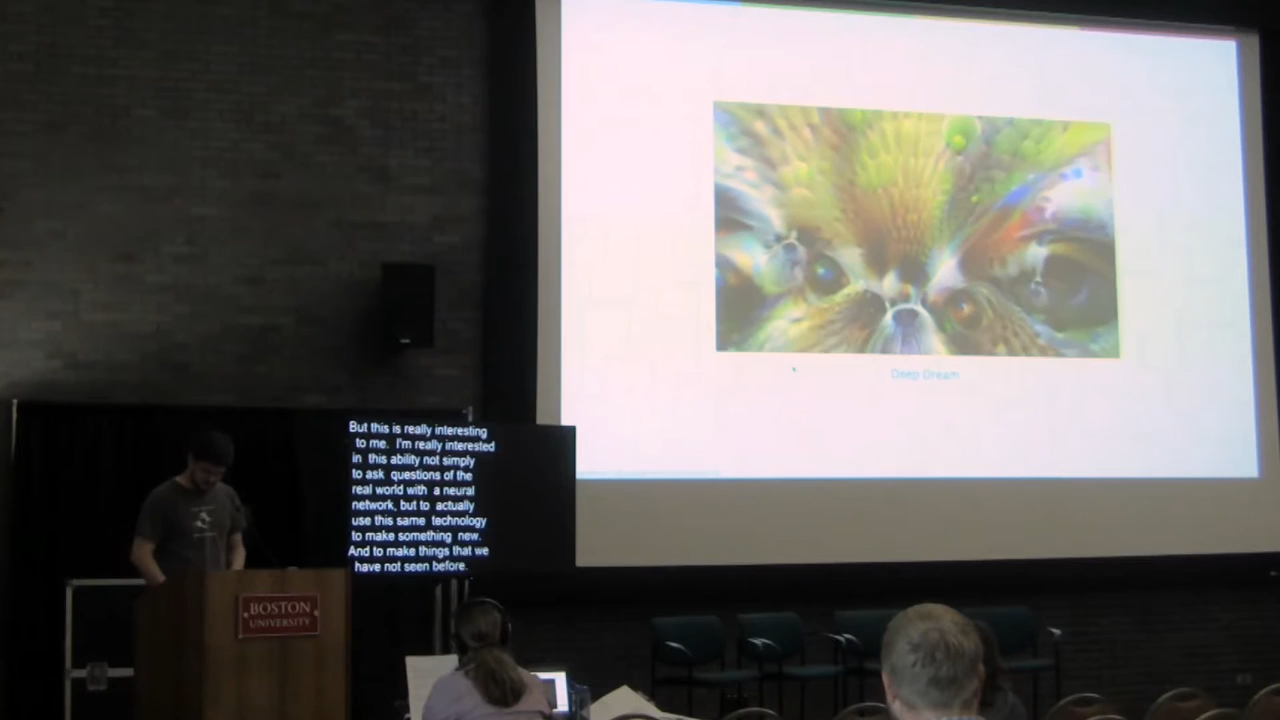 Deep Dream
But this is really interesting
to me. I'm really interested
in this ability not simply
to ask questions of the
real world with a neural
network, but to actually
use this same technology
to make something new.
And to make things that we
have not seen before.
BOSTON
UNIVERSITY